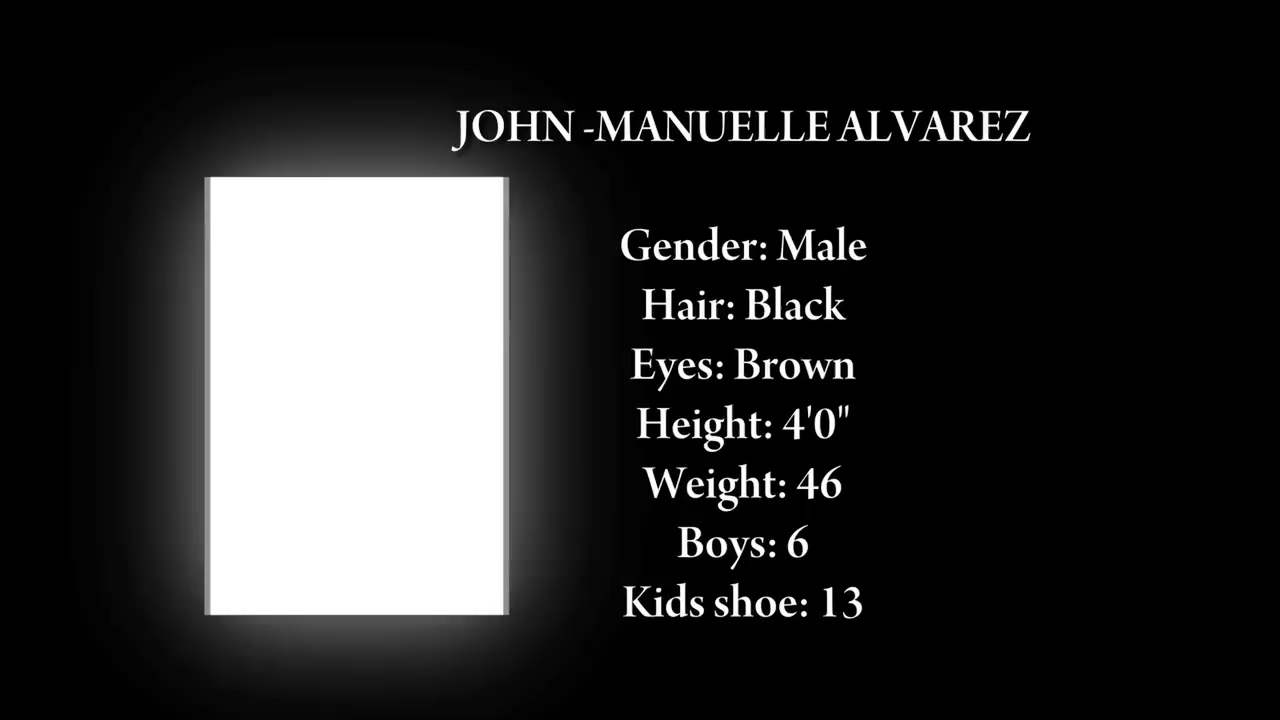 JOHN -MANUELLE ALVAREZ
Gender: Male
Hair: Black
Eyes: Brown
Height: 4'0"
Weight: 46
Boys: 6
Kids shoe: 13